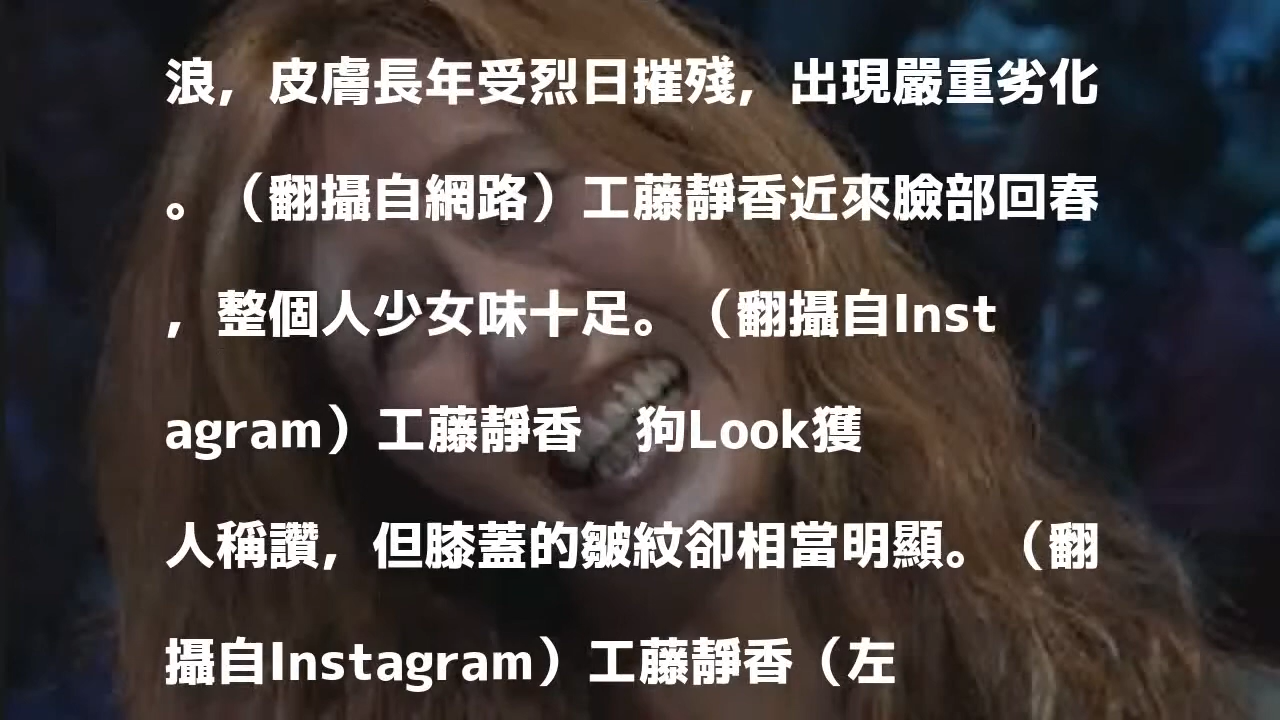 浪，皮膚長年受烈日摧殘，出現嚴重劣化
。（翻攝自網路）工藤靜香近來臉部回春
，整個人少女味十足。（翻攝自Inst
agram）工藤靜香　狗Look獲
人稱讚，但膝蓋的皺紋卻相當明顯。（翻
攝自Instagram）工藤靜香（左